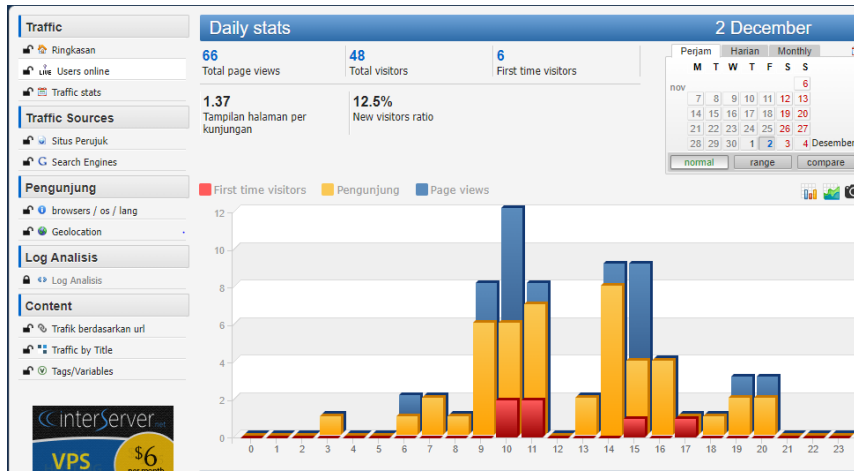 Traffic
Ringkasan
LIVE Users online
Traffic stats
Traffic Sources
Situs Perujuk
G Search Engines
Pengunjung
browsers / os / lang
Geolocation
Log Analisis
Log Analisis
Content
Trafik berdasarkan url
Traffic by Title
Tags/Variables
interServer.net
VPS $6
per month
Daily stats 2 December
66 48 6
Total page views Total visitors First time visitors
1.37 12.5%
Tampilan halaman per kunjungan New visitors ratio
Perjam Harian Monthly
M T W T F S S
nov 6
7 8 9 10 11 12 13
14 15 16 17 18 19 20
21 22 23 24 25 26 27
28 29 30 1 2 3 4 Desember
normal range compare
First time visitors Pengunjung Page views
12
10
8
6
4
2
0
0 1 2 3 4 5 6 7 8 9 10 11 12 13 14 15 16 17 18 19 20 21 22 23